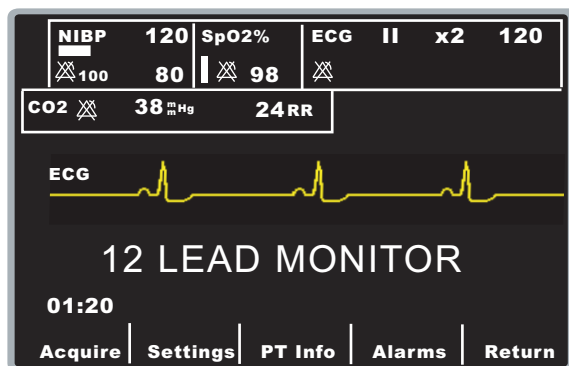 NIBP 120 SpO2% ECG II x2 120
100 80 98
CO2 38 mmHg 24 RR
ECG
12 LEAD MONITOR
01:20
Acquire Settings PT Info Alarms Return